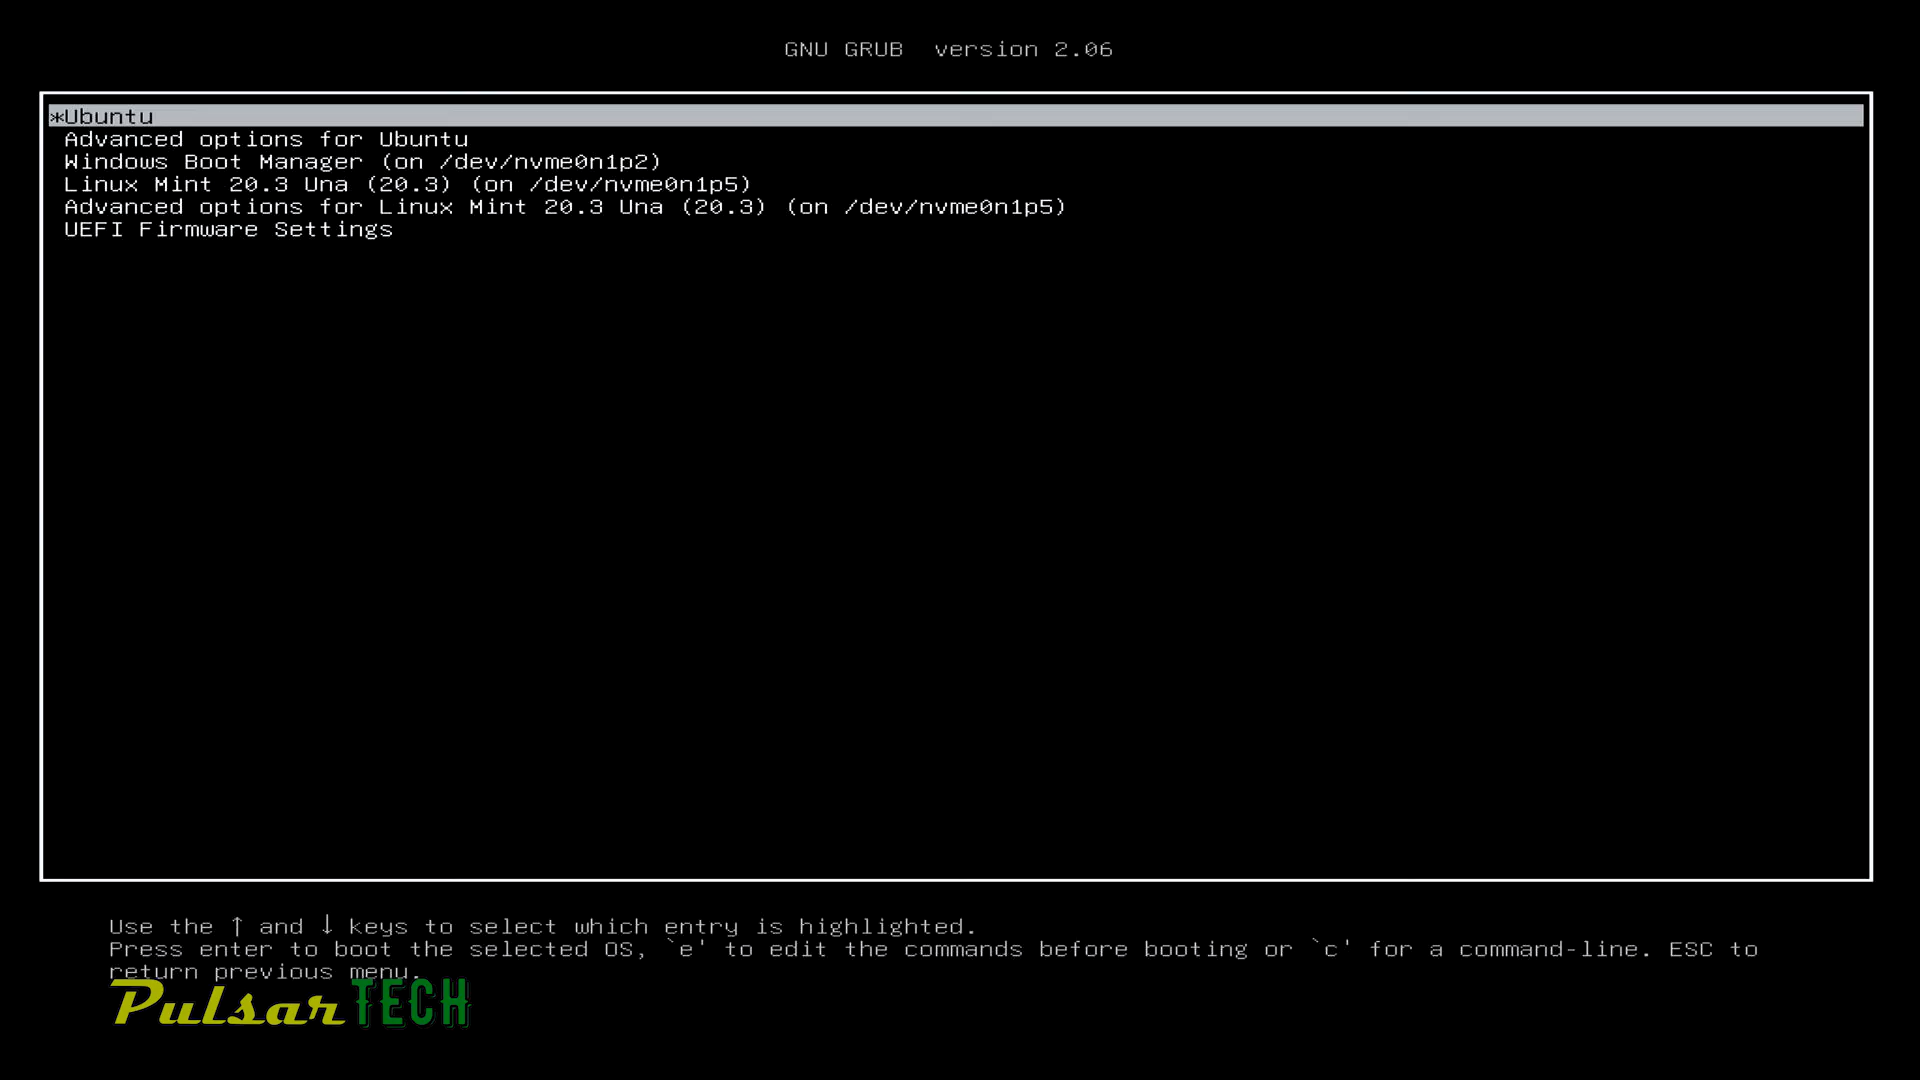 GNU GRUB  version 2.06
*Ubuntu
Advanced options for Ubuntu
Windows Boot Manager (on /dev/nvme0n1p2)
Linux Mint 20.3 Una (20.3) (on /dev/nvme0n1p5)
Advanced options for Linux Mint 20.3 Una (20.3) (on /dev/nvme0n1p5)
UEFI Firmware Settings
Use the ↑ and ↓ keys to select which entry is highlighted.
Press enter to boot the selected OS, `e' to edit the commands before booting or `c' for a command-line. ESC to
return previous menu.
Pulsar TECH